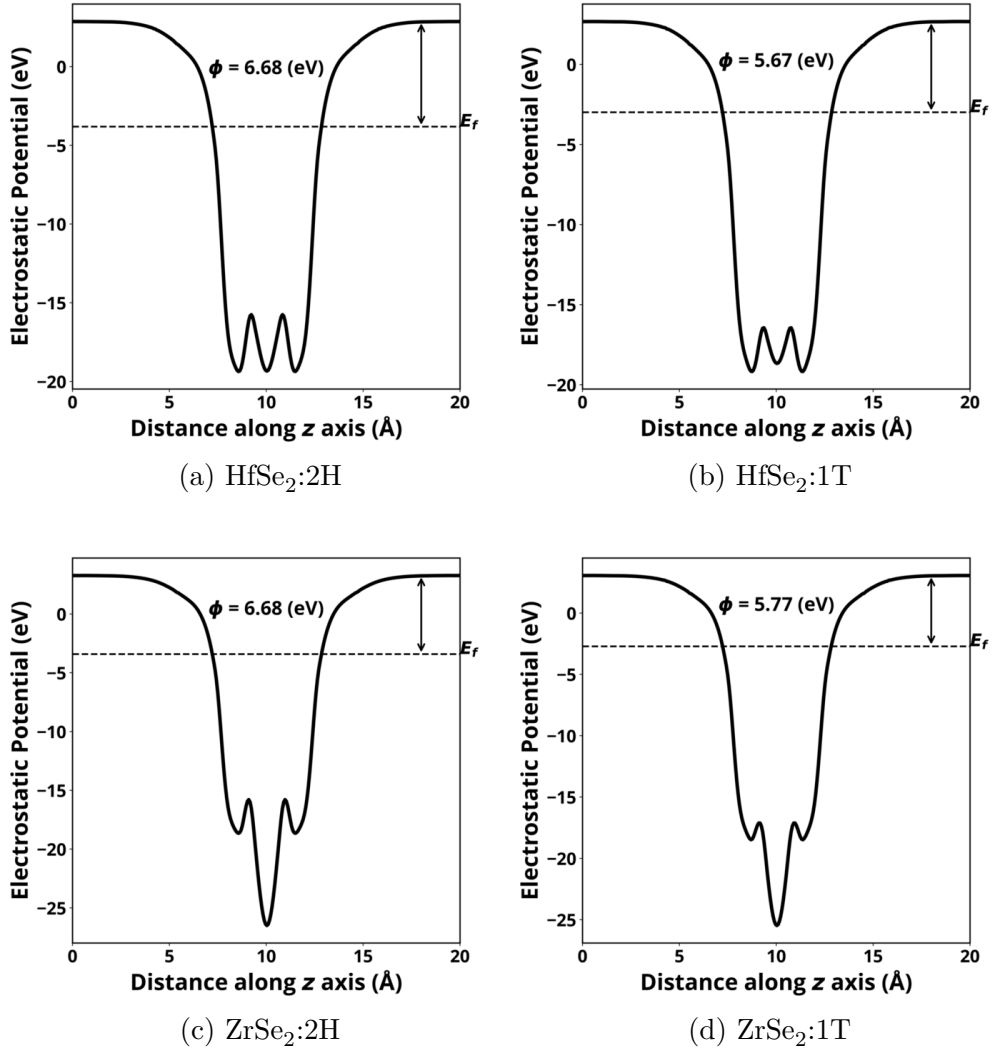 Electrostatic Potential (eV)
0
−5
−10
−15
−20
ϕ = 6.68 (eV)
E_f
0 5 10 15 20
Distance along z axis (Å)
(a) HfSe₂:2H
Electrostatic Potential (eV)
0
−5
−10
−15
−20
ϕ = 5.67 (eV)
E_f
0 5 10 15 20
Distance along z axis (Å)
(b) HfSe₂:1T
Electrostatic Potential (eV)
0
−5
−10
−15
−20
−25
ϕ = 6.68 (eV)
E_f
0 5 10 15 20
Distance along z axis (Å)
(c) ZrSe₂:2H
Electrostatic Potential (eV)
0
−5
−10
−15
−20
−25
ϕ = 5.77 (eV)
E_f
0 5 10 15 20
Distance along z axis (Å)
(d) ZrSe₂:1T